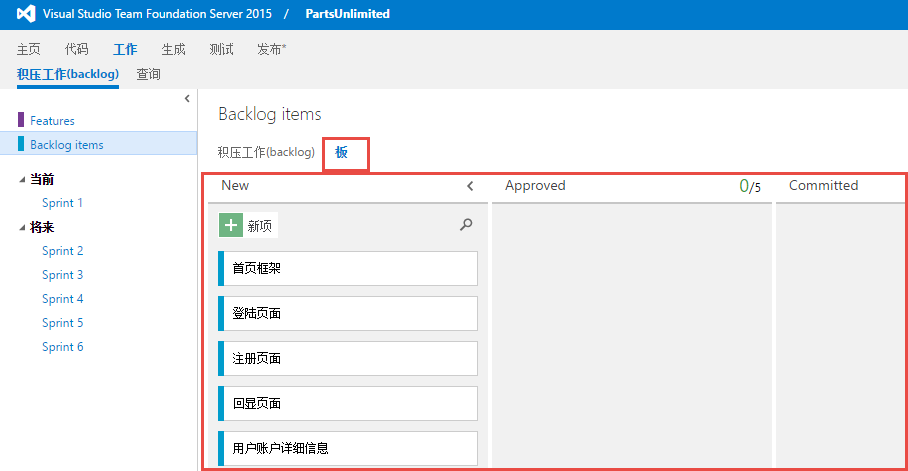 Visual Studio Team Foundation Server 2015 / PartsUnlimited
主页 代码 工作 生成 测试 发布*
积压工作(backlog) 查询
Features
Backlog items
当前
Sprint 1
将来
Sprint 2
Sprint 3
Sprint 4
Sprint 5
Sprint 6
Backlog items
积压工作(backlog) 板
New Approved 0/5 Committed
新项
首页框架
登陆页面
注册页面
回显页面
用户账户详细信息